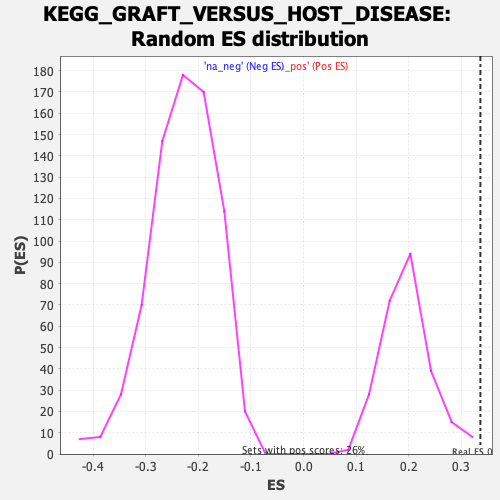 KEGG_GRAFT_VERSUS_HOST_DISEASE:
Random ES distribution
'na_neg' (Neg ES)_pos' (Pos ES)
180
170
160
150
140
130
120
110
100
90
80
70
60
50
40
30
20
10
0
P(ES)
Sets with pos scores: 26%
Real ES 0
-0.4 -0.3 -0.2 -0.1 0.0 0.1 0.2 0.3
ES